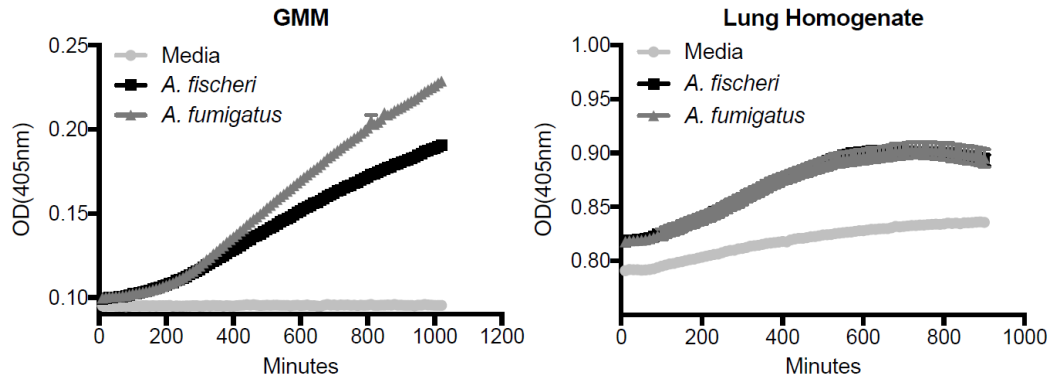 GMM
0.25
0.20
0.15
0.10
OD(405nm)
Media
A. fischeri
A. fumigatus
0 200 400 600 800 1000 1200
Minutes
Lung Homogenate
1.00
0.95
0.90
0.85
0.80
OD(405nm)
Media
A. fischeri
A. fumigatus
0 200 400 600 800 1000
Minutes